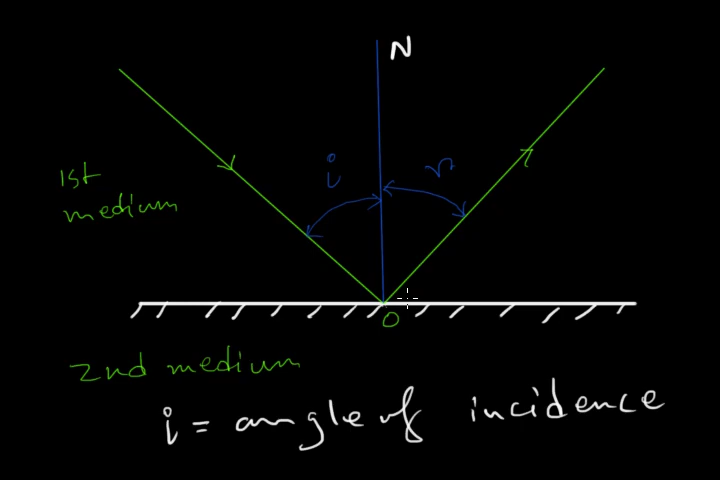 N
i
r
1st
medium
O
2nd medium
i = angle of incidence